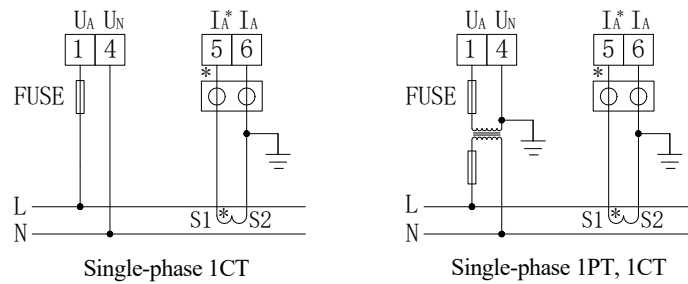 UA UN IA* IA
1 4 5 6
*
FUSE
L
S1 * S2
N
Single-phase 1CT
UA UN IA* IA
1 4 5 6
*
FUSE
L
S1 * S2
N
Single-phase 1PT, 1CT